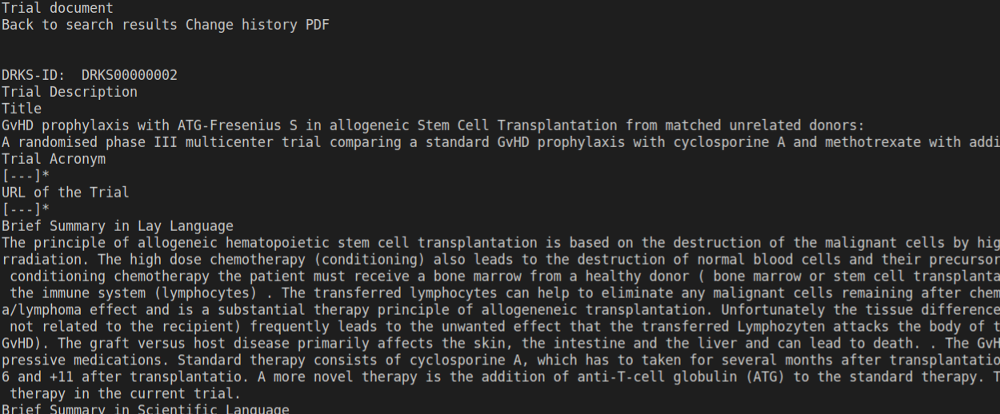 Trial document
Back to search results Change history PDF
DRKS-ID:  DRKS00000002
Trial Description
Title
GvHD prophylaxis with ATG-Fresenius S in allogeneic Stem Cell Transplantation from matched unrelated donors:
A randomised phase III multicenter trial comparing a standard GvHD prophylaxis with cyclosporine A and methotrexate with addi
Trial Acronym
[---]*
URL of the Trial
[---]*
Brief Summary in Lay Language
The principle of allogeneic hematopoietic stem cell transplantation is based on the destruction of the malignant cells by hig
rradiation. The high dose chemotherapy (conditioning) also leads to the destruction of normal blood cells and their precursor
conditioning chemotherapy the patient must receive a bone marrow from a healthy donor ( bone marrow or stem cell transplanta
the immune system (lymphocytes) . The transferred lymphocytes can help to eliminate any malignant cells remaining after chem
a/lymphoma effect and is a substantial therapy principle of allogeneneic transplantation. Unfortunately the tissue difference
not related to the recipient) frequently leads to the unwanted effect that the transferred Lymphozyten attacks the body of t
GvHD). The graft versus host disease primarily affects the skin, the intestine and the liver and can lead to death. . The GvH
pressive medications. Standard therapy consists of cyclosporine A, which has to taken for several months after transplantatio
6 and +11 after transplantatio. A more novel therapy is the addition of anti-T-cell globulin (ATG) to the standard therapy. T
therapy in the current trial.
Brief Summary in Scientific Language